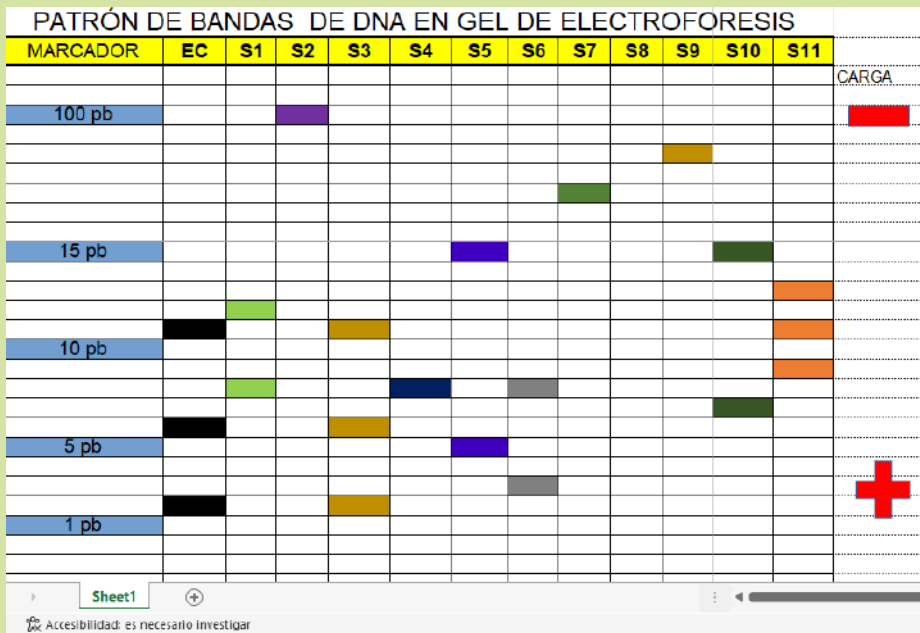 PATRÓN DE BANDAS DE DNA EN GEL DE ELECTROFORESIS
MARCADOR EC S1 S2 S3 S4 S5 S6 S7 S8 S9 S10 S11
CARGA
100 pb
15 pb
10 pb
5 pb
1 pb
Sheet1
Accesibilidad: es necesario investigar